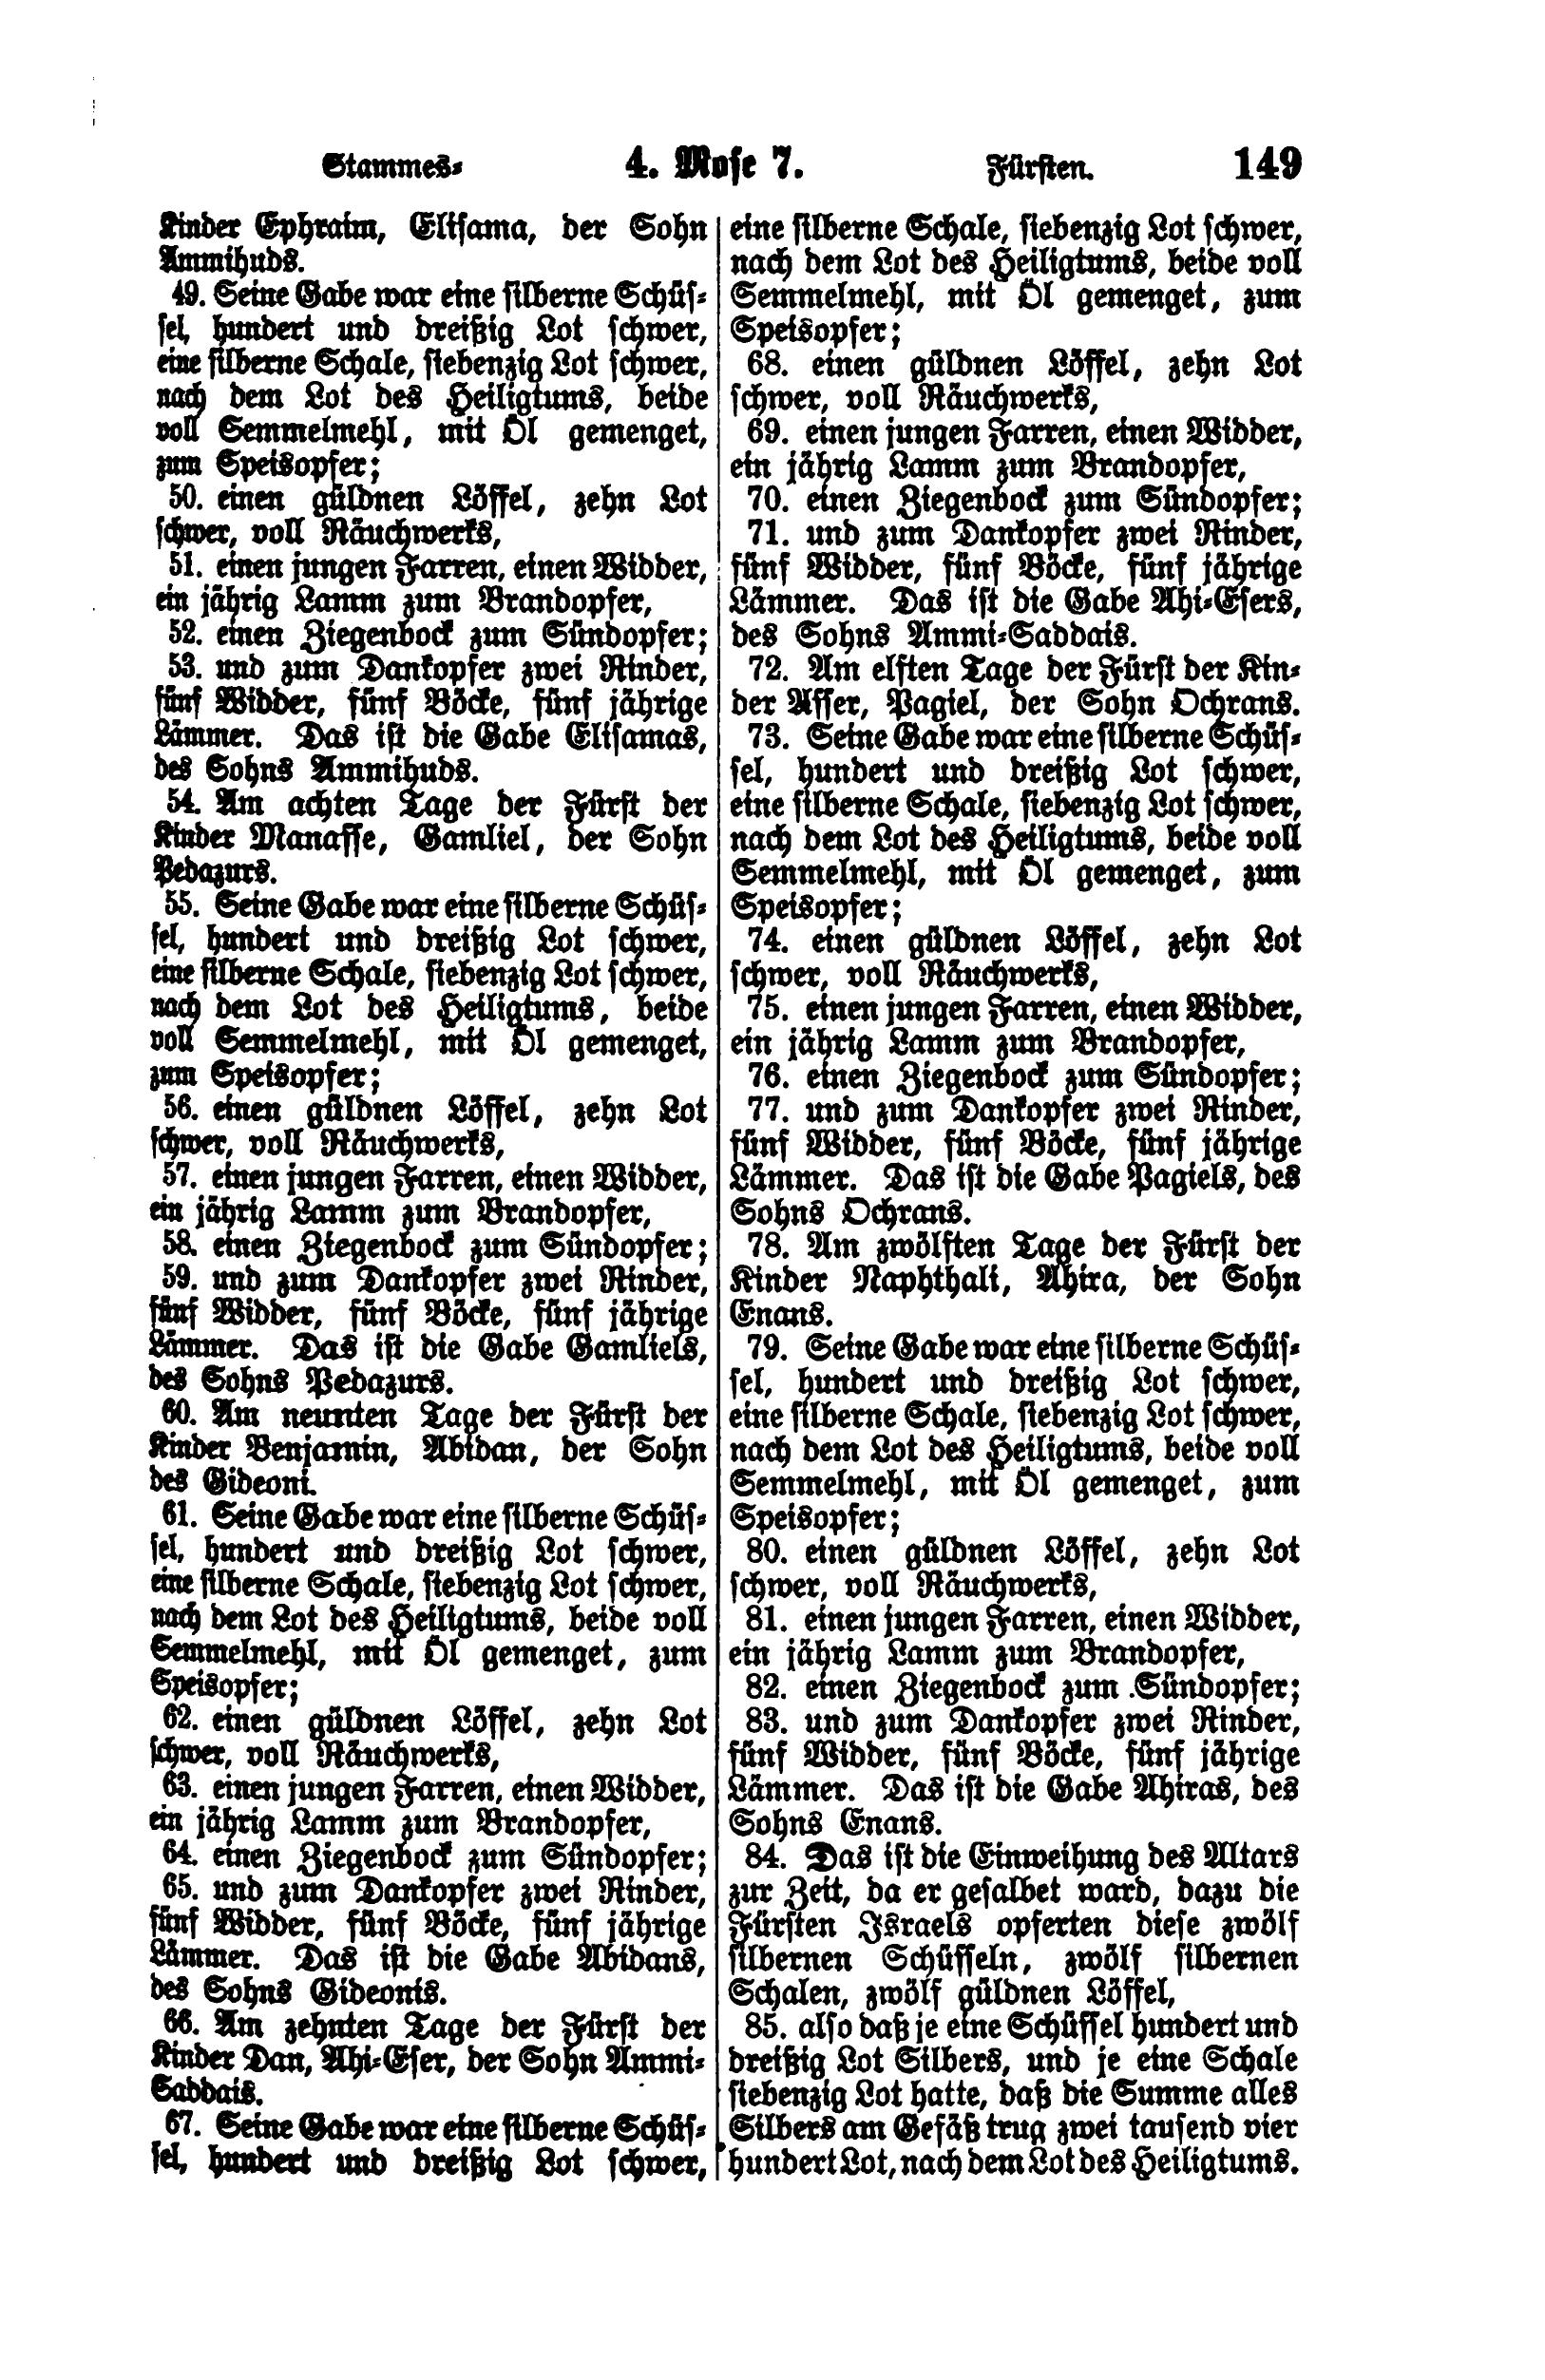 Stammes- 4. Mose 7. Fürsten. 149
Kinder Ephraim, Elisama, der Sohn
Ammihuds.
49. Seine Gabe war eine silberne Schüs-
sel, hundert und dreißig Lot schwer,
eine silberne Schale, siebenzig Lot schwer,
nach dem Lot des Heiligtums, beide
voll Semmelmehl, mit Öl gemenget,
zum Speisopfer;
50. einen güldnen Löffel, zehn Lot
schwer, voll Räuchwerks,
51. einen jungen Farren, einen Widder,
ein jährig Lamm zum Brandopfer,
52. einen Ziegenbock zum Sündopfer;
53. und zum Dankopfer zwei Rinder,
fünf Widder, fünf Böcke, fünf jährige
Lämmer. Das ist die Gabe Elisamas,
des Sohns Ammihuds.
54. Am achten Tage der Fürst der
Kinder Manasse, Gamliel, der Sohn
Pedazurs.
55. Seine Gabe war eine silberne Schüs-
sel, hundert und dreißig Lot schwer,
eine silberne Schale, siebenzig Lot schwer,
nach dem Lot des Heiligtums, beide
voll Semmelmehl, mit Öl gemenget,
zum Speisopfer;
56. einen güldnen Löffel, zehn Lot
schwer, voll Räuchwerks,
57. einen jungen Farren, einen Widder,
ein jährig Lamm zum Brandopfer,
58. einen Ziegenbock zum Sündopfer;
59. und zum Dankopfer zwei Rinder,
fünf Widder, fünf Böcke, fünf jährige
Lämmer. Das ist die Gabe Gamliels,
des Sohns Pedazurs.
60. Am neunten Tage der Fürst der
Kinder Benjamin, Abidan, der Sohn
des Gideoni.
61. Seine Gabe war eine silberne Schüs-
sel, hundert und dreißig Lot schwer,
eine silberne Schale, siebenzig Lot schwer,
nach dem Lot des Heiligtums, beide voll
Semmelmehl, mit Öl gemenget, zum
Speisopfer;
62. einen güldnen Löffel, zehn Lot
schwer, voll Räuchwerks,
63. einen jungen Farren, einen Widder,
ein jährig Lamm zum Brandopfer,
64. einen Ziegenbock zum Sündopfer;
65. und zum Dankopfer zwei Rinder,
fünf Widder, fünf Böcke, fünf jährige
Lämmer. Das ist die Gabe Abidans,
des Sohns Gideonis.
66. Am zehnten Tage der Fürst der
Kinder Dan, Ahi-Eser, der Sohn Ammi-
Saddais.
67. Seine Gabe war eine silberne Schüs-
sel, hundert und dreißig Lot schwer,
eine silberne Schale, siebenzig Lot schwer,
nach dem Lot des Heiligtums, beide voll
Semmelmehl, mit Öl gemenget, zum
Speisopfer;
68. einen güldnen Löffel, zehn Lot
schwer, voll Räuchwerks,
69. einen jungen Farren, einen Widder,
ein jährig Lamm zum Brandopfer,
70. einen Ziegenbock zum Sündopfer;
71. und zum Dankopfer zwei Rinder,
fünf Widder, fünf Böcke, fünf jährige
Lämmer. Das ist die Gabe Ahi-Esers,
des Sohns Ammi-Saddais.
72. Am elften Tage der Fürst der Kin-
der Asser, Pagiel, der Sohn Ochrans.
73. Seine Gabe war eine silberne Schüs-
sel, hundert und dreißig Lot schwer,
eine silberne Schale, siebenzig Lot schwer,
nach dem Lot des Heiligtums, beide voll
Semmelmehl, mit Öl gemenget, zum
Speisopfer;
74. einen güldnen Löffel, zehn Lot
schwer, voll Räuchwerks,
75. einen jungen Farren, einen Widder,
ein jährig Lamm zum Brandopfer,
76. einen Ziegenbock zum Sündopfer;
77. und zum Dankopfer zwei Rinder,
fünf Widder, fünf Böcke, fünf jährige
Lämmer. Das ist die Gabe Pagiels, des
Sohns Ochrans.
78. Am zwölften Tage der Fürst der
Kinder Naphthali, Ahira, der Sohn
Enans.
79. Seine Gabe war eine silberne Schüs-
sel, hundert und dreißig Lot schwer,
eine silberne Schale, siebenzig Lot schwer,
nach dem Lot des Heiligtums, beide voll
Semmelmehl, mit Öl gemenget, zum
Speisopfer;
80. einen güldnen Löffel, zehn Lot
schwer, voll Räuchwerks,
81. einen jungen Farren, einen Widder,
ein jährig Lamm zum Brandopfer,
82. einen Ziegenbock zum Sündopfer;
83. und zum Dankopfer zwei Rinder,
fünf Widder, fünf Böcke, fünf jährige
Lämmer. Das ist die Gabe Ahiras, des
Sohns Enans.
84. Das ist die Einweihung des Altars
zur Zeit, da er gesalbet ward, dazu die
Fürsten Israels opferten diese zwölf
silbernen Schüsseln, zwölf silbernen
Schalen, zwölf güldnen Löffel,
85. also daß je eine Schüssel hundert und
dreißig Lot Silbers, und je eine Schale
siebenzig Lot hatte, daß die Summe alles
Silbers am Gefäß trug zwei tausend vier
hundert Lot, nach dem Lot des Heiligtums.